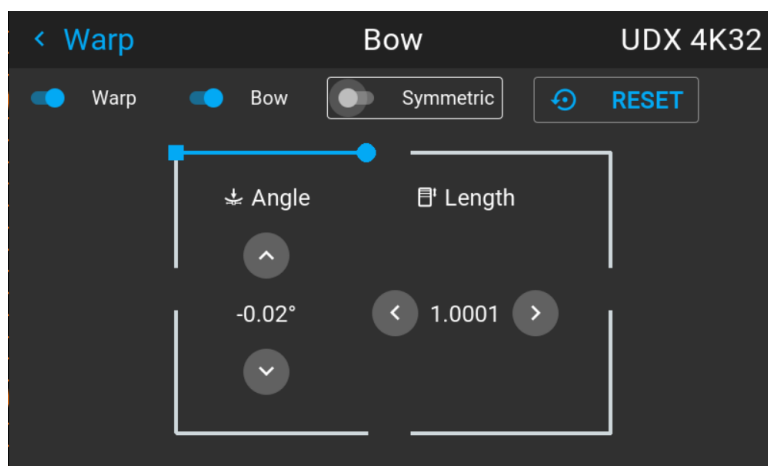 Warp Bow UDX 4K32
Warp Bow Symmetric RESET
Angle Length
-0.02° 1.0001